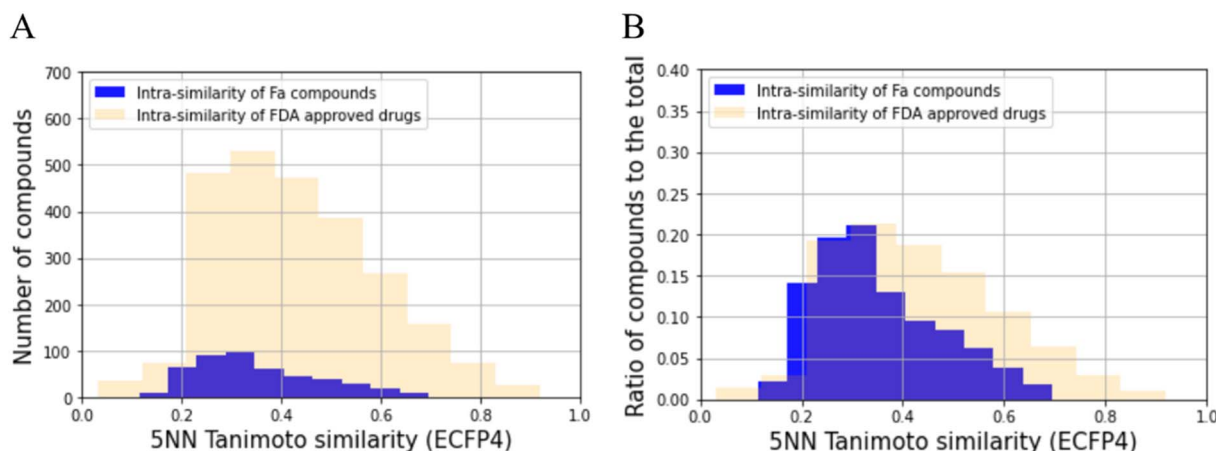 A
Number of compounds
700
600
500
400
300
200
100
0
Intra-similarity of Fa compounds
Intra-similarity of FDA approved drugs
0.0 0.2 0.4 0.6 0.8 1.0
5NN Tanimoto similarity (ECFP4)
B
Ratio of compounds to the total
0.40
0.35
0.30
0.25
0.20
0.15
0.10
0.05
0.00
Intra-similarity of Fa compounds
Intra-similarity of FDA approved drugs
0.0 0.2 0.4 0.6 0.8 1.0
5NN Tanimoto similarity (ECFP4)